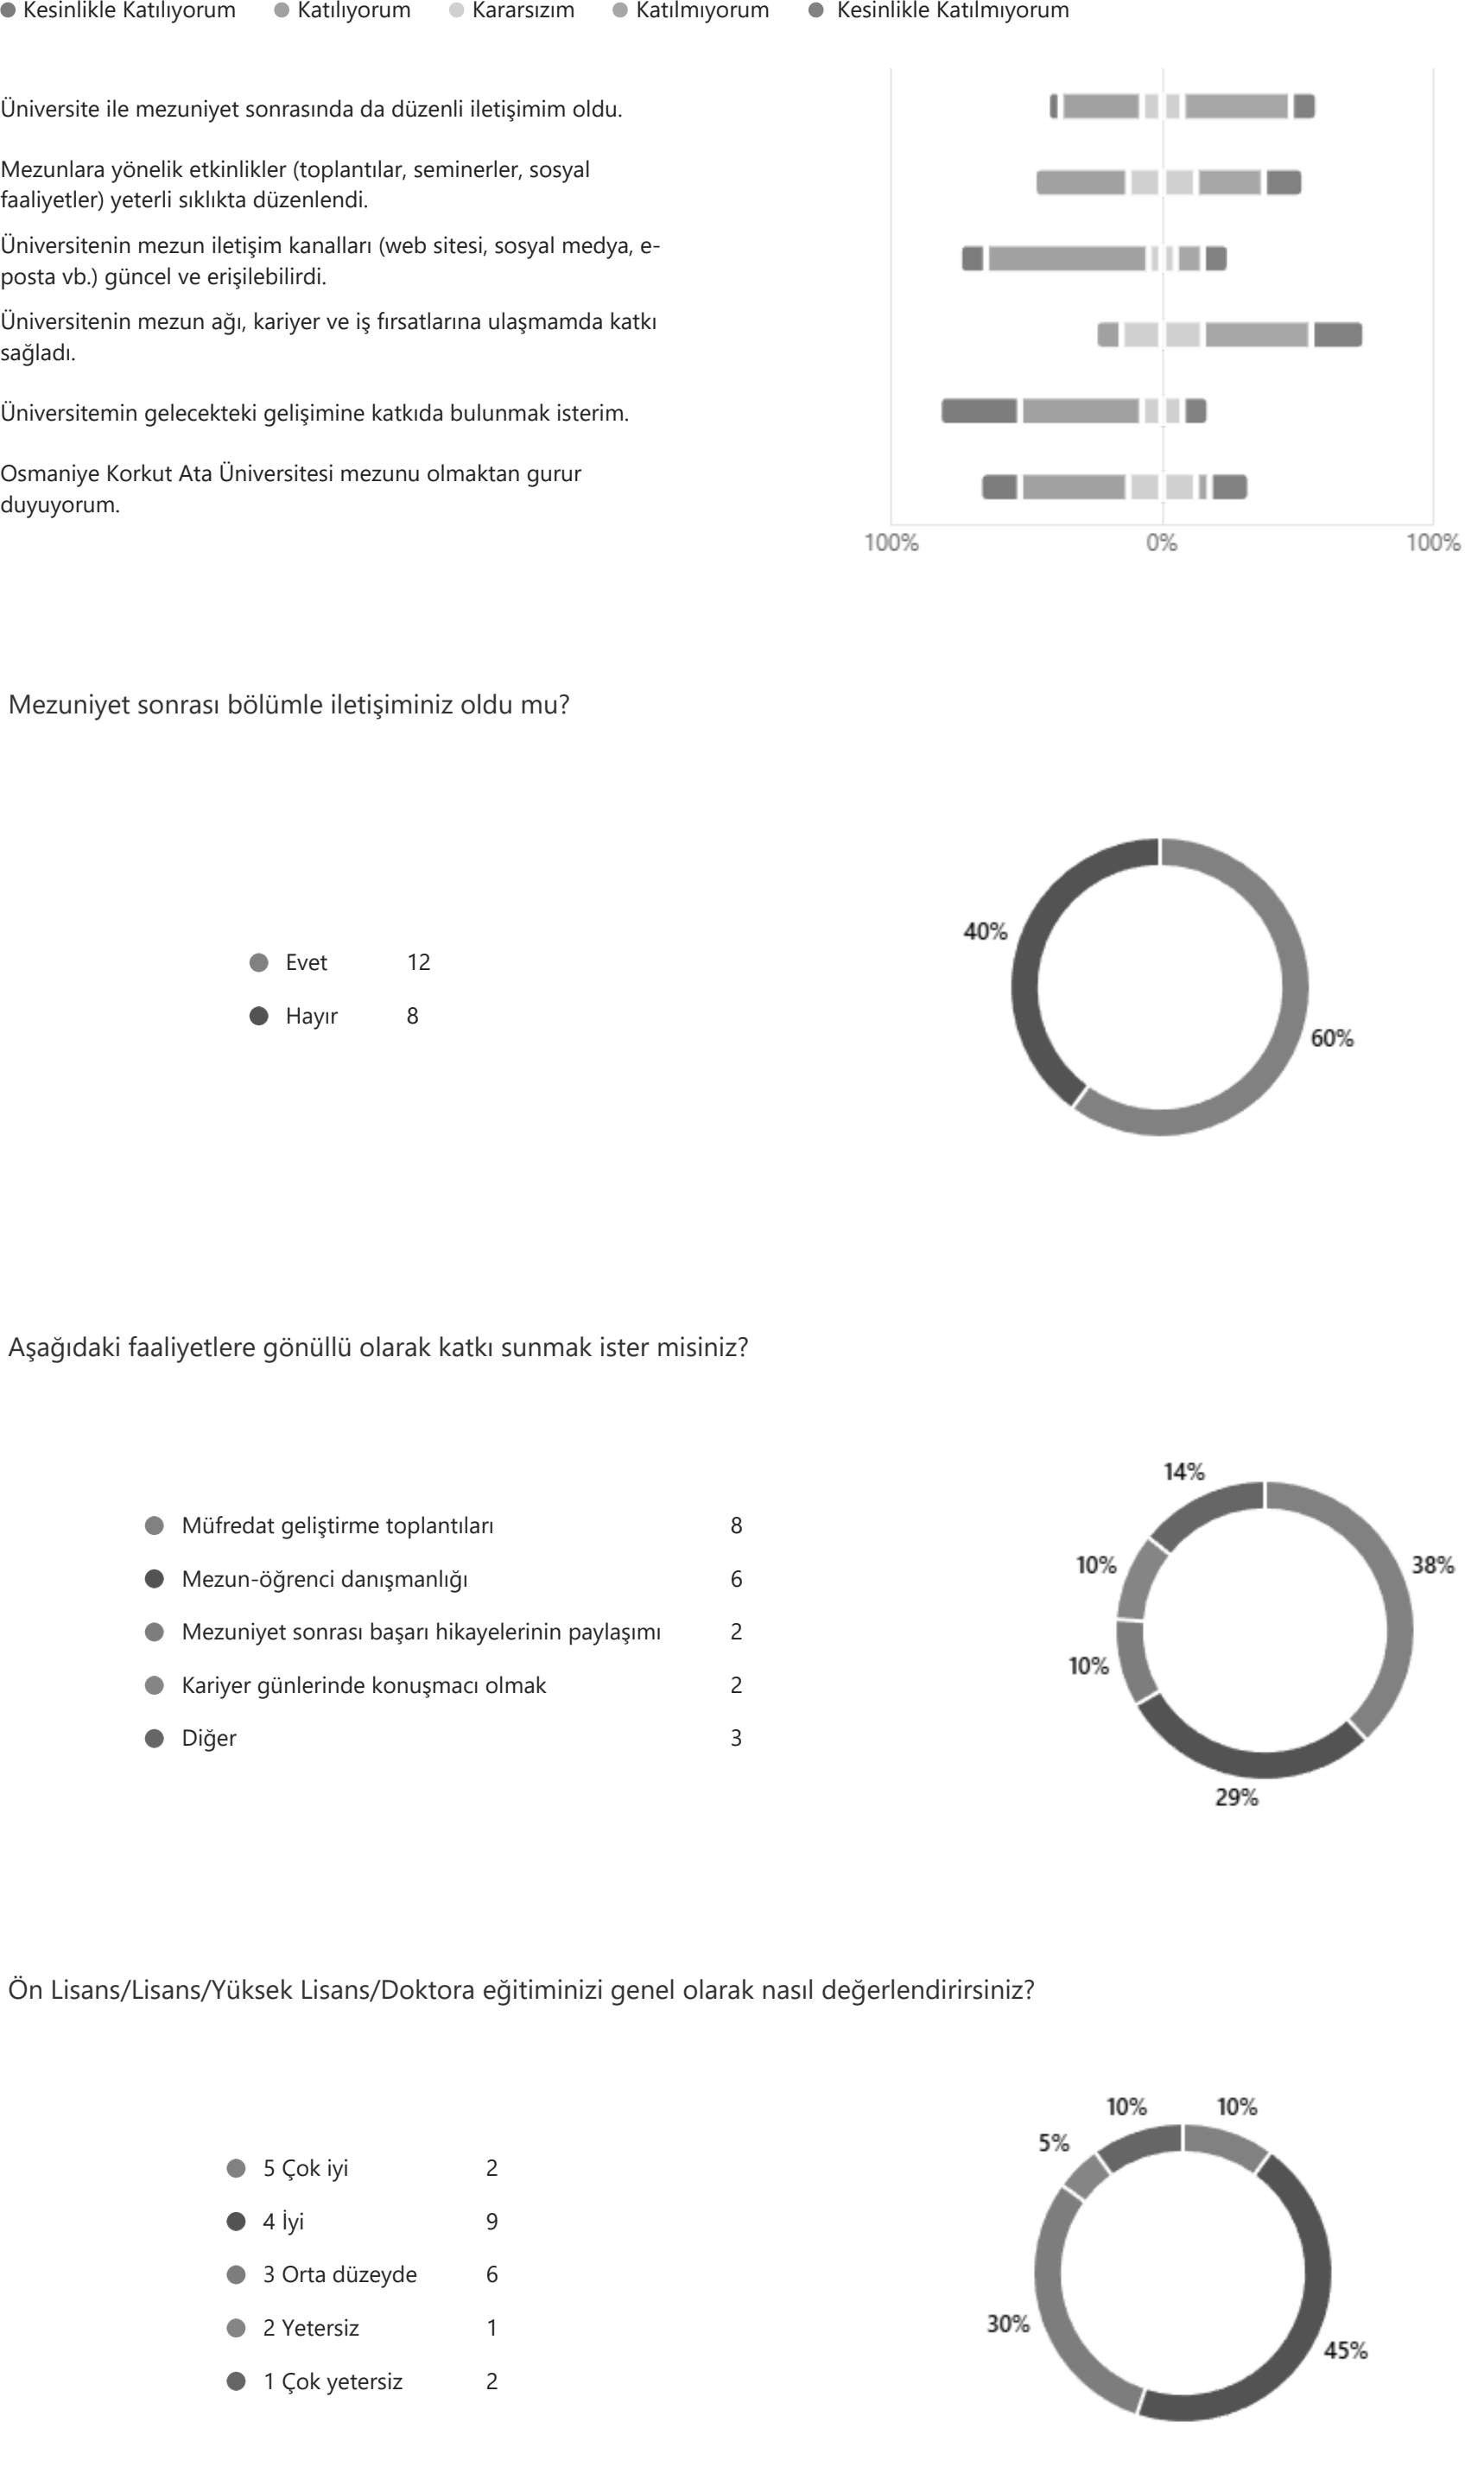 Kesinlikle Katılıyorum Katılıyorum Kararsızım Katılmıyorum Kesinlikle Katılmıyorum
Üniversite ile mezuniyet sonrasında da düzenli iletişimim oldu.
Mezunlara yönelik etkinlikler (toplantılar, seminerler, sosyal
faaliyetler) yeterli sıklıkta düzenlendi.
Üniversitenin mezun iletişim kanalları (web sitesi, sosyal medya, e-
posta vb.) güncel ve erişilebilirdi.
Üniversitenin mezun ağı, kariyer ve iş fırsatlarına ulaşmamda katkı
sağladı.
Üniversitemin gelecekteki gelişimine katkıda bulunmak isterim.
Osmaniye Korkut Ata Üniversitesi mezunu olmaktan gurur
duyuyorum.
100% 0% 100%
Mezuniyet sonrası bölümle iletişiminiz oldu mu?
Evet 12
Hayır 8
40%
60%
Aşağıdaki faaliyetlere gönüllü olarak katkı sunmak ister misiniz?
Müfredat geliştirme toplantıları 8
Mezun-öğrenci danışmanlığı 6
Mezuniyet sonrası başarı hikayelerinin paylaşımı 2
Kariyer günlerinde konuşmacı olmak 2
Diğer 3
14%
10%
38%
10%
29%
Ön Lisans/Lisans/Yüksek Lisans/Doktora eğitiminizi genel olarak nasıl değerlendirirsiniz?
5 Çok iyi 2
4 İyi 9
3 Orta düzeyde 6
2 Yetersiz 1
1 Çok yetersiz 2
10% 10%
5%
30%
45%